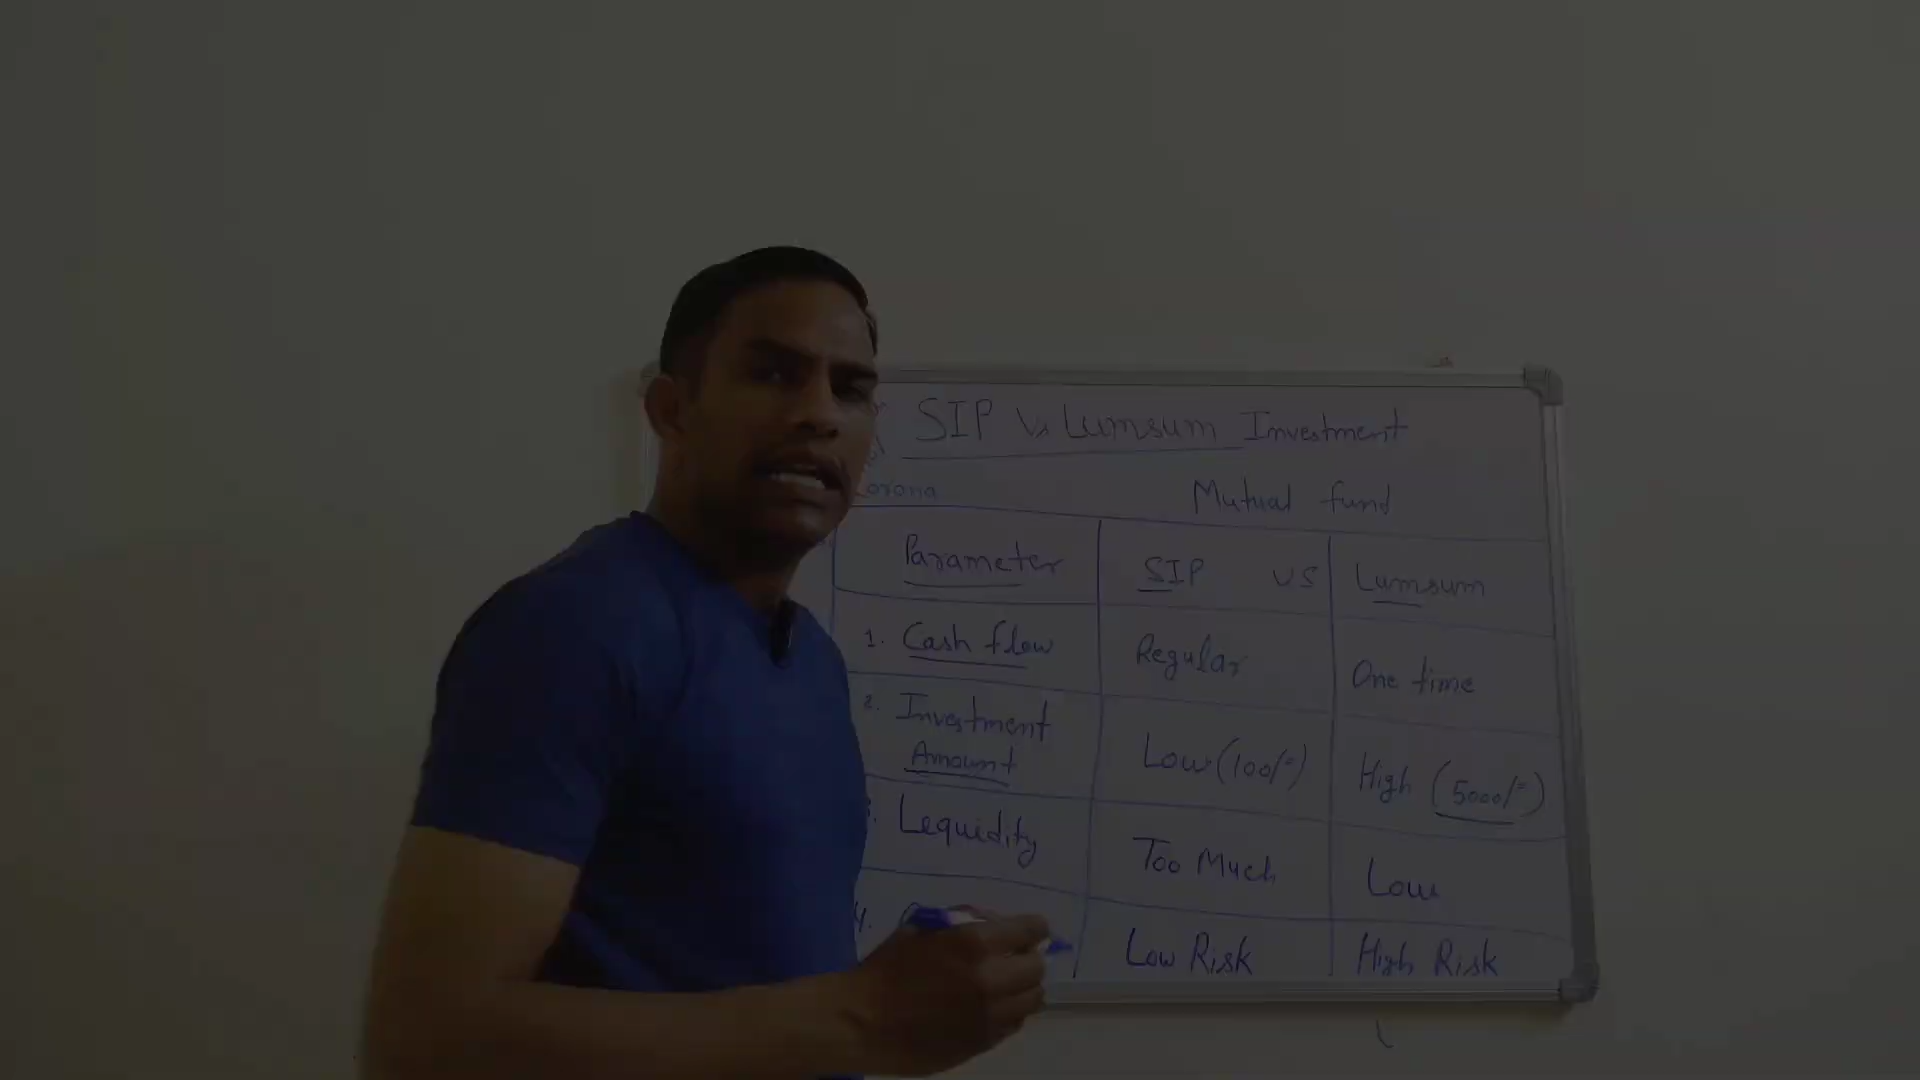 SIP Vs Lumsum Investment
Corona
Mutual fund
Parameter SIP VS Lumsum
1. Cash flow Regular One time
2. Investment Amount Low (100/=) High (5000/=)
Lequidity Too Much Low
4. Low Risk High Risk